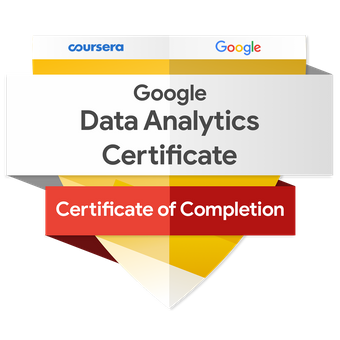 coursera Google
Google
Data Analytics
Certificate
Certificate of Completion